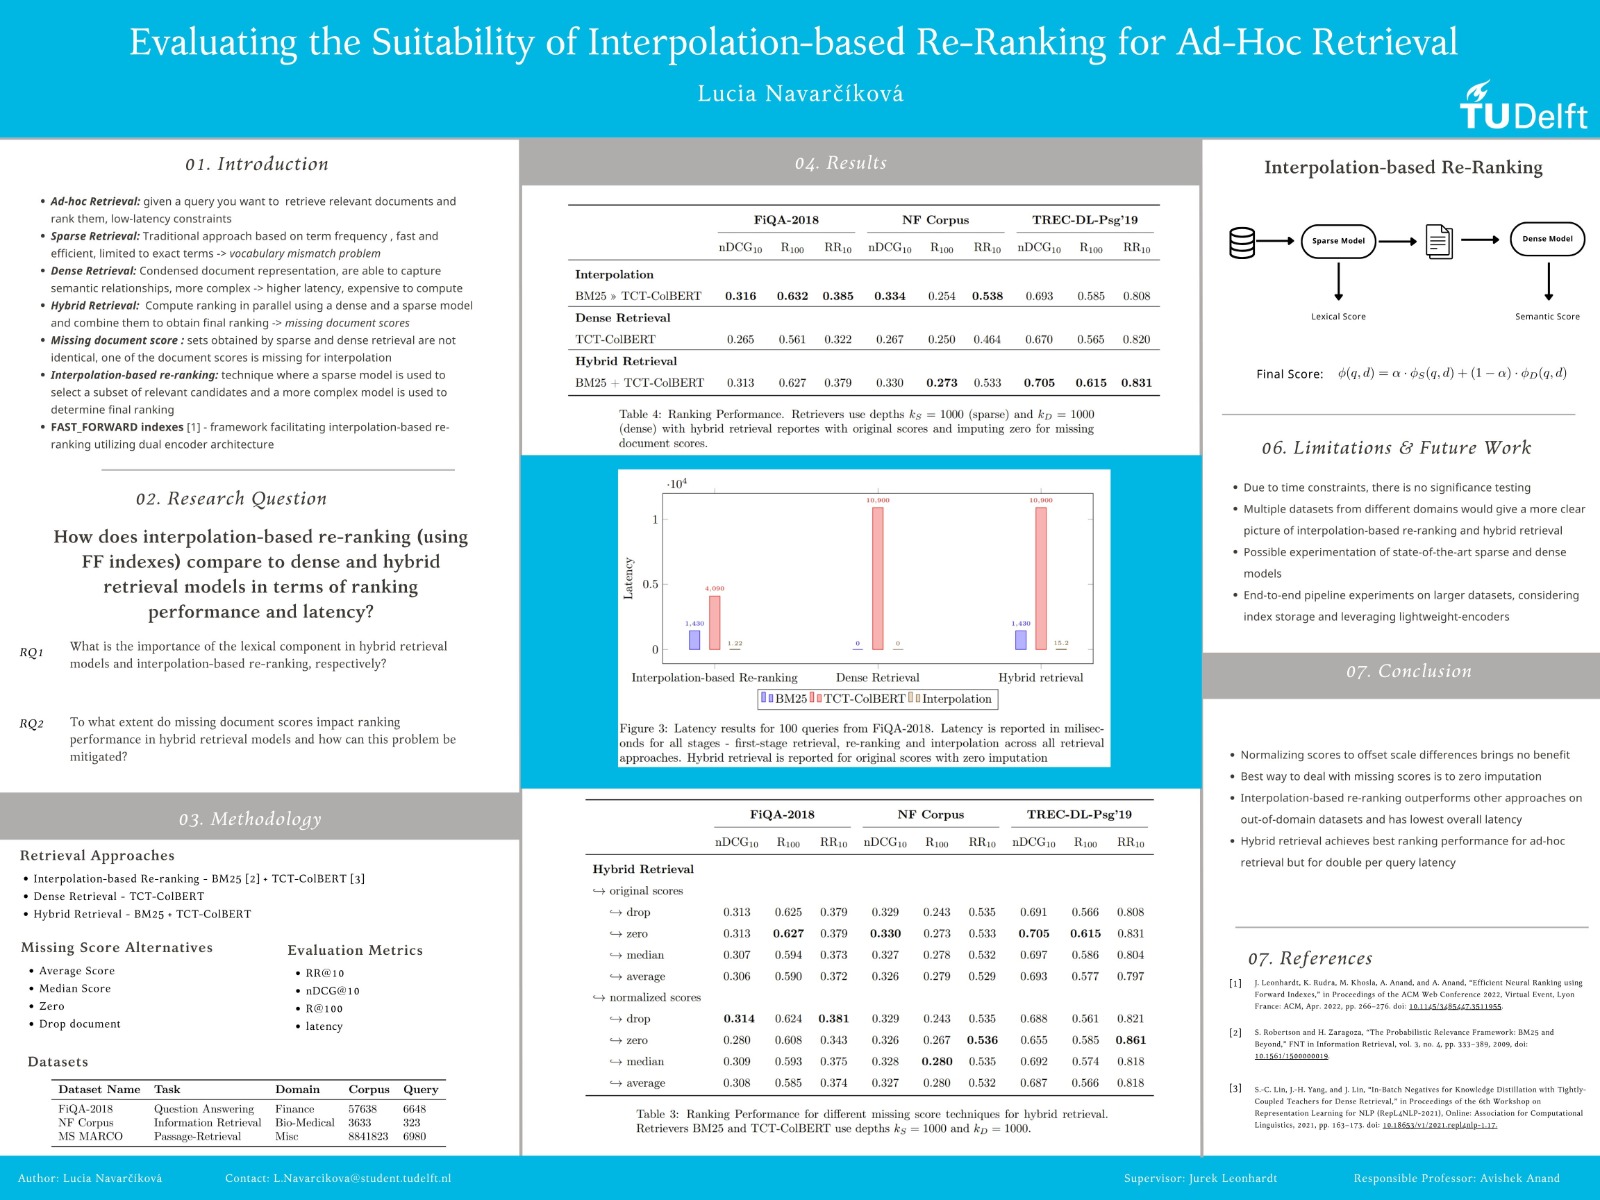 Evaluating the Suitability of Interpolation-based Re-Ranking for Ad-Hoc Retrieval
Lucia Navarčíková
TU Delft
01. Introduction
• Ad-hoc Retrieval: given a query you want to retrieve relevant documents and
rank them, low-latency constraints
• Sparse Retrieval: Traditional approach based on term frequency , fast and
efficient, limited to exact terms -> vocabulary mismatch problem
• Dense Retrieval: Condensed document representation, are able to capture
semantic relationships, more complex -> higher latency, expensive to compute
• Hybrid Retrieval: Compute ranking in parallel using a dense and a sparse model
and combine them to obtain final ranking -> missing document scores
• Missing document score : sets obtained by sparse and dense retrieval are not
identical, one of the document scores is missing for interpolation
• Interpolation-based re-ranking: technique where a sparse model is used to
select a subset of relevant candidates and a more complex model is used to
determine final ranking
• FAST_FORWARD indexes [1] - framework facilitating interpolation-based re-
ranking utilizing dual encoder architecture
02. Research Question
How does interpolation-based re-ranking (using
FF indexes) compare to dense and hybrid
retrieval models in terms of ranking
performance and latency?
RQ1 What is the importance of the lexical component in hybrid retrieval
models and interpolation-based re-ranking, respectively?
RQ2 To what extent do missing document scores impact ranking
performance in hybrid retrieval models and how can this problem be
mitigated?
03. Methodology
Retrieval Approaches
• Interpolation-based Re-ranking - BM25 [2] + TCT-ColBERT [3]
• Dense Retrieval - TCT-ColBERT
• Hybrid Retrieval - BM25 + TCT-ColBERT
Missing Score Alternatives
• Average Score
• Median Score
• Zero
• Drop document
Evaluation Metrics
• RR@10
• nDCG@10
• R@100
• latency
Datasets
Dataset Name Task Domain Corpus Query
FiQA-2018 Question Answering Finance 57638 6648
NF Corpus Information Retrieval Bio-Medical 3633 323
MS MARCO Passage-Retrieval Misc 8841823 6980
04. Results
FiQA-2018 NF Corpus TREC-DL-Psg'19
nDCG10 R100 RR10 nDCG10 R100 RR10 nDCG10 R100 RR10
Interpolation
BM25 » TCT-ColBERT 0.316 0.632 0.385 0.334 0.254 0.538 0.693 0.585 0.808
Dense Retrieval
TCT-ColBERT 0.265 0.561 0.322 0.267 0.250 0.464 0.670 0.565 0.820
Hybrid Retrieval
BM25 + TCT-ColBERT 0.313 0.627 0.379 0.330 0.273 0.533 0.705 0.615 0.831
Table 4: Ranking Performance. Retrievers use depths kS = 1000 (sparse) and kD = 1000
(dense) with hybrid retrieval reportes with original scores and imputing zero for missing
document scores.
·10^4
1
0.5
0
Latency
1,430 4,090 1.22
0 10,900 0
1,430 10,900 15.2
Interpolation-based Re-ranking Dense Retrieval Hybrid retrieval
BM25 TCT-ColBERT Interpolation
Figure 3: Latency results for 100 queries from FiQA-2018. Latency is reported in milisec-
onds for all stages - first-stage retrieval, re-ranking and interpolation across all retrieval
approaches. Hybrid retrieval is reported for original scores with zero imputation
FiQA-2018 NF Corpus TREC-DL-Psg'19
nDCG10 R100 RR10 nDCG10 R100 RR10 nDCG10 R100 RR10
Hybrid Retrieval
↪ original scores
↪ drop 0.313 0.625 0.379 0.329 0.243 0.535 0.691 0.566 0.808
↪ zero 0.313 0.627 0.379 0.330 0.273 0.533 0.705 0.615 0.831
↪ median 0.307 0.594 0.373 0.327 0.278 0.532 0.697 0.586 0.804
↪ average 0.306 0.590 0.372 0.326 0.279 0.529 0.693 0.577 0.797
↪ normalized scores
↪ drop 0.314 0.624 0.381 0.329 0.243 0.535 0.688 0.561 0.821
↪ zero 0.280 0.608 0.343 0.326 0.267 0.536 0.655 0.585 0.861
↪ median 0.309 0.593 0.375 0.328 0.280 0.535 0.692 0.574 0.818
↪ average 0.308 0.585 0.374 0.327 0.280 0.532 0.687 0.566 0.818
Table 3: Ranking Performance for different missing score techniques for hybrid retrieval.
Retrievers BM25 and TCT-ColBERT use depths kS = 1000 and kD = 1000.
Interpolation-based Re-Ranking
Sparse Model
Dense Model
Lexical Score
Semantic Score
Final Score: ϕ(q, d) = α · ϕS(q, d) + (1 − α) · ϕD(q, d)
06. Limitations & Future Work
• Due to time constraints, there is no significance testing
• Multiple datasets from different domains would give a more clear
picture of interpolation-based re-ranking and hybrid retrieval
• Possible experimentation of state-of-the-art sparse and dense
models
• End-to-end pipeline experiments on larger datasets, considering
index storage and leveraging lightweight-encoders
07. Conclusion
• Normalizing scores to offset scale differences brings no benefit
• Best way to deal with missing scores is to zero imputation
• Interpolation-based re-ranking outperforms other approaches on
out-of-domain datasets and has lowest overall latency
• Hybrid retrieval achieves best ranking performance for ad-hoc
retrieval but for double per query latency
07. References
[1] J. Leonhardt, K. Rudra, M. Khosla, A. Anand, and A. Anand, "Efficient Neural Ranking using
Forward Indexes," in Proceedings of the ACM Web Conference 2022, Virtual Event, Lyon
France: ACM, Apr. 2022, pp. 266–276. doi: 10.1145/3485447.3511955.
[2] S. Robertson and H. Zaragoza, "The Probabilistic Relevance Framework: BM25 and
Beyond," FNT in Information Retrieval, vol. 3, no. 4, pp. 333–389, 2009, doi:
10.1561/1500000019.
[3] S.-C. Lin, J.-H. Yang, and J. Lin, "In-Batch Negatives for Knowledge Distillation with Tightly-
Coupled Teachers for Dense Retrieval," in Proceedings of the 6th Workshop on
Representation Learning for NLP (RepL4NLP-2021), Online: Association for Computational
Linguistics, 2021, pp. 163–173. doi: 10.18653/v1/2021.repl4nlp-1.17.
Author: Lucia Navarčíková
Contact: L.Navarcikova@student.tudelft.nl
Supervisor: Jurek Leonhardt
Responsible Professor: Avishek Anand